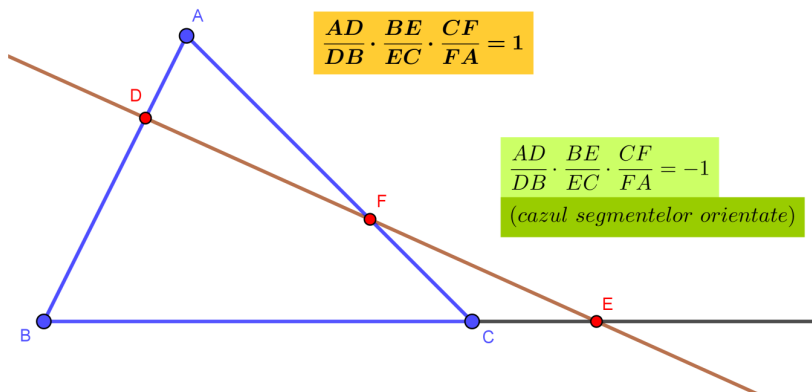 A
AD/DB · BE/EC · CF/FA = 1
D
AD/DB · BE/EC · CF/FA = −1
F
(cazul segmentelor orientate)
E
B
C